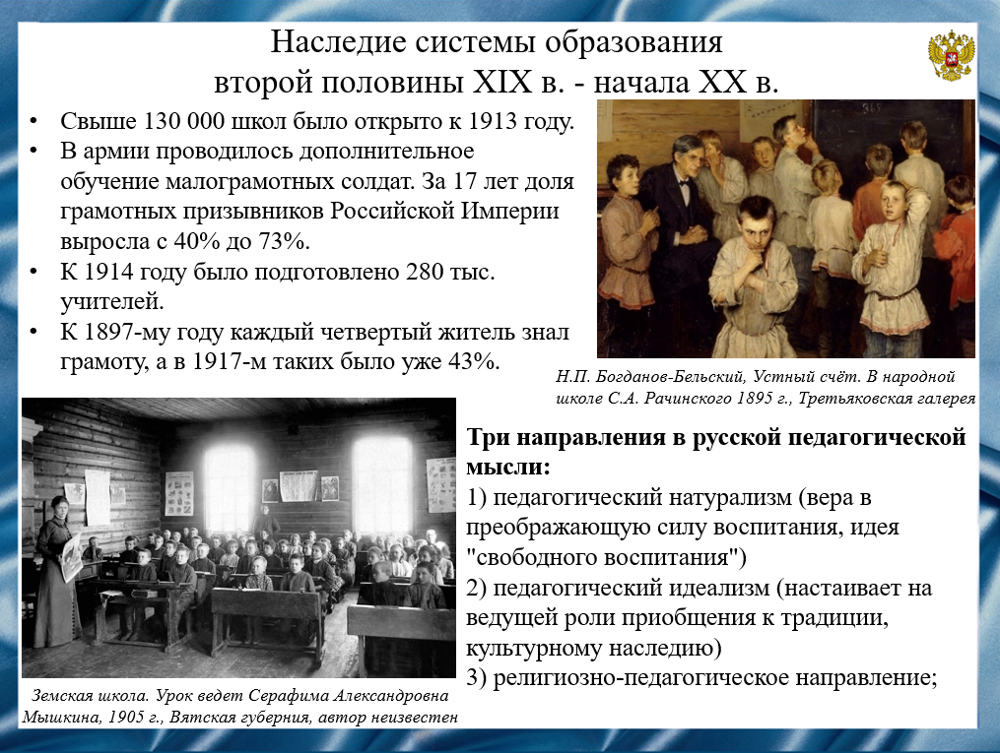 Наследие системы образования
второй половины XIX в. - начала XX в.
• Свыше 130 000 школ было открыто к 1913 году.
• В армии проводилось дополнительное
обучение малограмотных солдат. За 17 лет доля
грамотных призывников Российской Империи
выросла с 40% до 73%.
• К 1914 году было подготовлено 280 тыс.
учителей.
• К 1897-му году каждый четвертый житель знал
грамоту, а в 1917-м таких было уже 43%.
Н.П. Богданов-Бельский, Устный счёт. В народной
школе С.А. Рачинского 1895 г., Третьяковская галерея
Три направления в русской педагогической
мысли:
1) педагогический натурализм (вера в
преображающую силу воспитания, идея
"свободного воспитания")
2) педагогический идеализм (настаивает на
ведущей роли приобщения к традиции,
культурному наследию)
3) религиозно-педагогическое направление;
Земская школа. Урок ведет Серафима Александровна
Мышкина, 1905 г., Вятская губерния, автор неизвестен